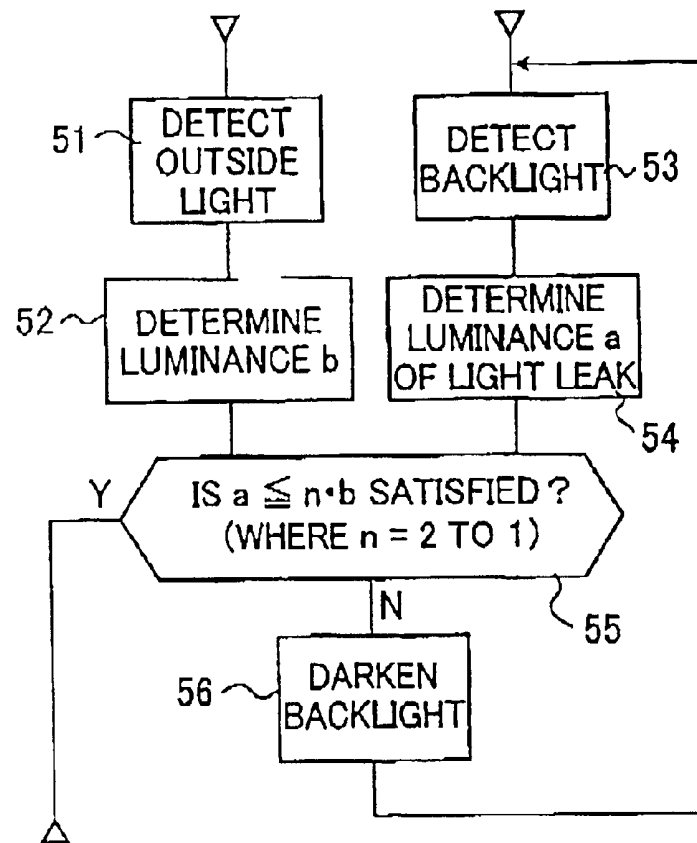 51
DETECT
OUTSIDE
LIGHT
DETECT
BACKLIGHT
53
52
DETERMINE
LUMINANCE b
DETERMINE
LUMINANCE a
OF LIGHT LEAK
54
Y
IS a ≦ n•b SATISFIED ?
(WHERE n = 2 TO 1)
55
N
56
DARKEN
BACKLIGHT